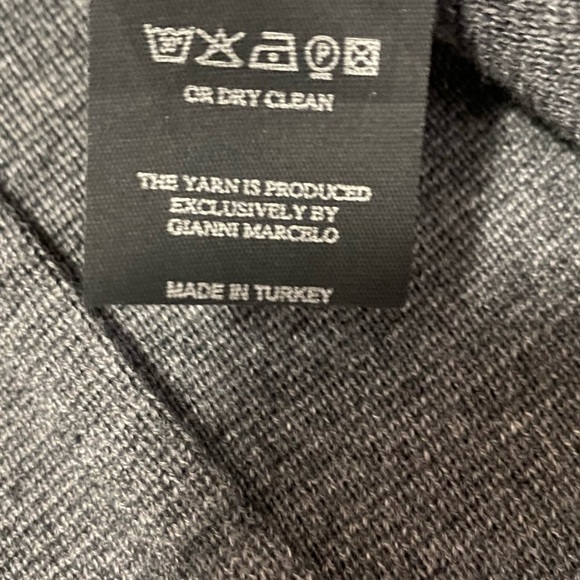 P
OR DRY CLEAN
THE YARN IS PRODUCED
EXCLUSIVELY BY
GIANNI MARCELO
MADE IN TURKEY